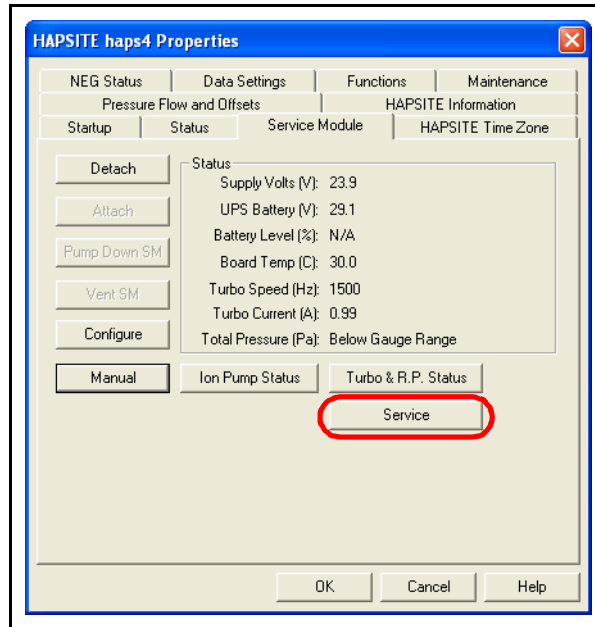 HAPSITE haps4 Properties
NEG Status Data Settings Functions Maintenance
Pressure Flow and Offsets HAPSITE Information
Startup Status Service Module HAPSITE Time Zone
Detach
Attach
Pump Down SM
Vent SM
Configure
Status
Supply Volts (V): 23.9
UPS Battery (V): 29.1
Battery Level (%): N/A
Board Temp (C): 30.0
Turbo Speed (Hz): 1500
Turbo Current (A): 0.99
Total Pressure (Pa): Below Gauge Range
Manual Ion Pump Status Turbo & R.P. Status
Service
OK Cancel Help